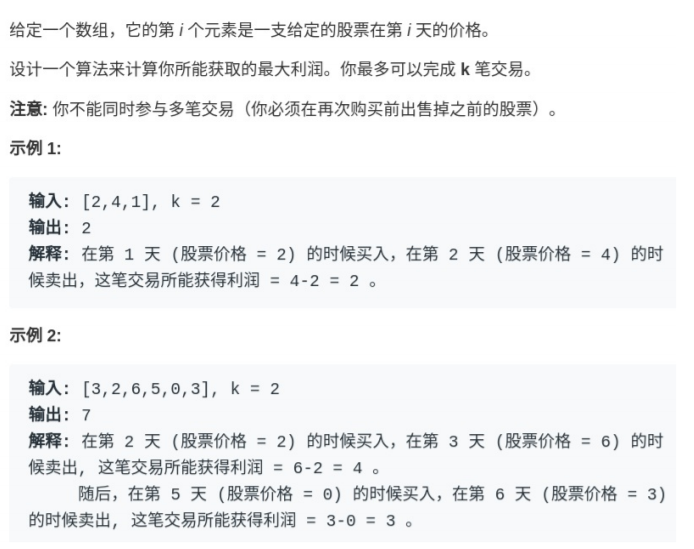 给定一个数组，它的第 i 个元素是一支给定的股票在第 i 天的价格。
设计一个算法来计算你所能获取的最大利润。你最多可以完成 k 笔交易。
注意: 你不能同时参与多笔交易（你必须在再次购买前出售掉之前的股票）。
示例 1:
输入: [2,4,1], k = 2
输出: 2
解释: 在第 1 天 (股票价格 = 2) 的时候买入，在第 2 天 (股票价格 = 4) 的时
候卖出，这笔交易所能获得利润 = 4-2 = 2 。
示例 2:
输入: [3,2,6,5,0,3], k = 2
输出: 7
解释: 在第 2 天 (股票价格 = 2) 的时候买入，在第 3 天 (股票价格 = 6) 的时
候卖出, 这笔交易所能获得利润 = 6-2 = 4 。
随后，在第 5 天 (股票价格 = 0) 的时候买入，在第 6 天 (股票价格 = 3)
的时候卖出, 这笔交易所能获得利润 = 3-0 = 3 。